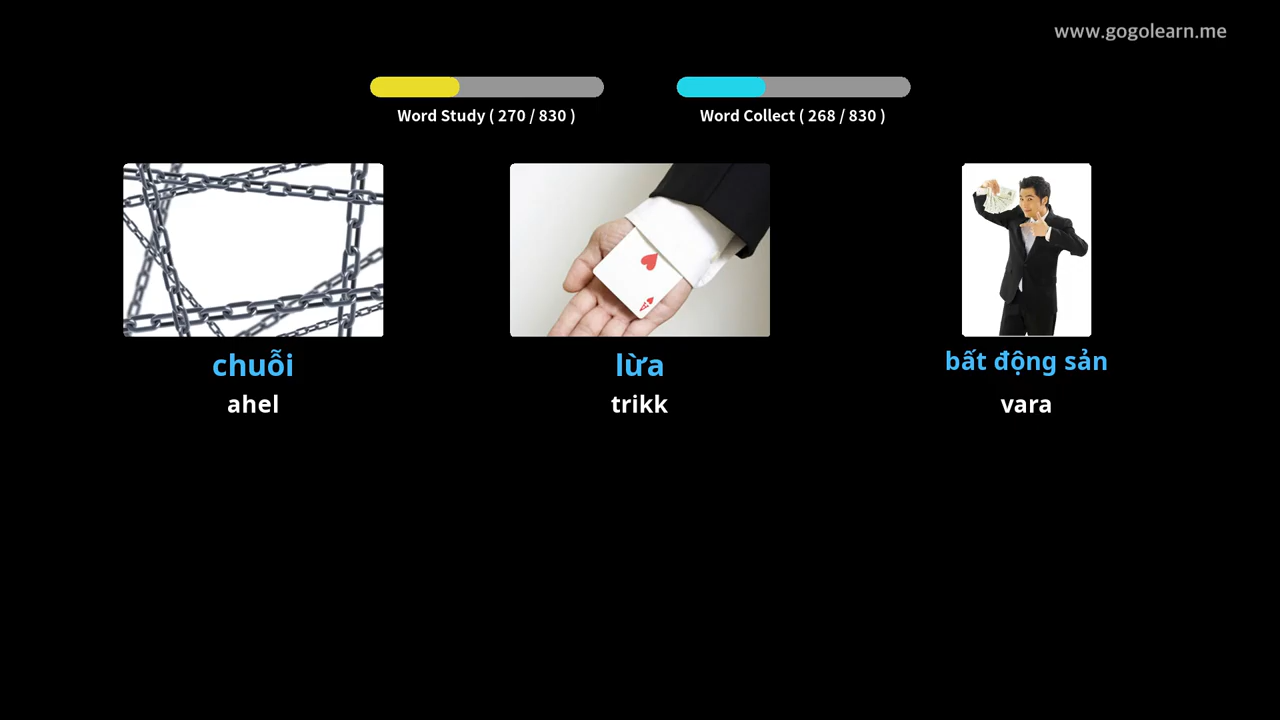 www.gogolearn.me
Word Study ( 270 / 830 )
Word Collect ( 268 / 830 )
chuỗi
lừa
bất động sản
ahel
trikk
vara